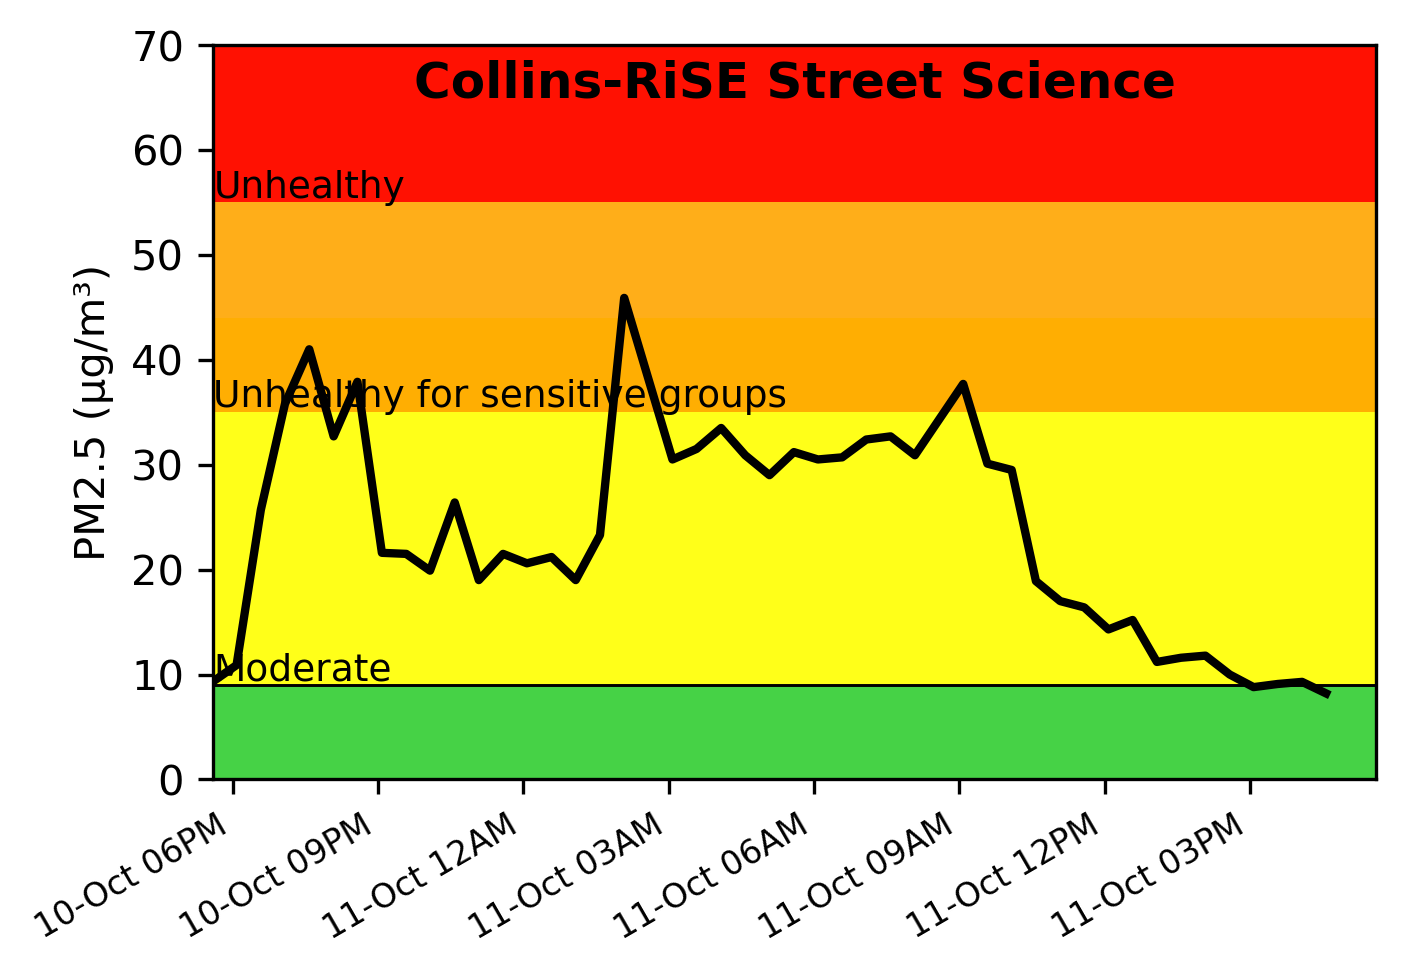 Collins-RiSE Street Science
70
60
50
40
30
20
10
0
PM2.5 (µg/m³)
Unhealthy
Unhealthy for sensitive groups
Moderate
10-Oct 06PM
10-Oct 09PM
11-Oct 12AM
11-Oct 03AM
11-Oct 06AM
11-Oct 09AM
11-Oct 12PM
11-Oct 03PM